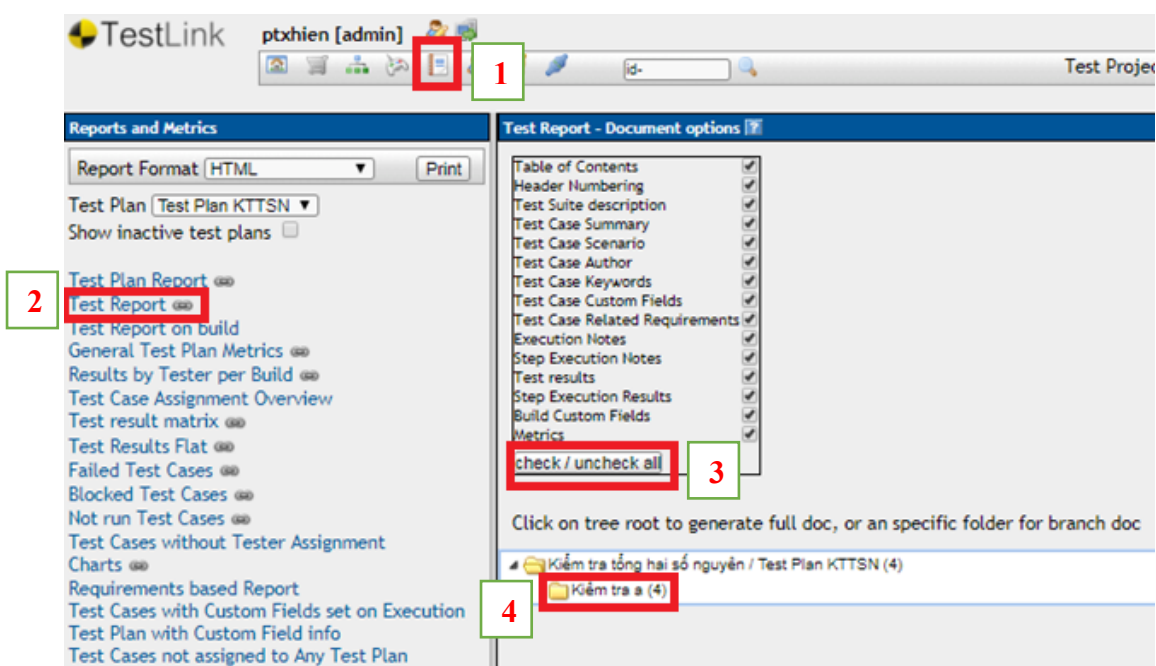 TestLink
ptxhien [admin]
1
id-
Test Projec
Reports and Metrics
Report Format HTML Print
Test Plan Test Plan KTTSN
Show inactive test plans
Test Plan Report
2
Test Report
Test Report on build
General Test Plan Metrics
Results by Tester per Build
Test Case Assignment Overview
Test result matrix
Test Results Flat
Failed Test Cases
Blocked Test Cases
Not run Test Cases
Test Cases without Tester Assignment
Charts
Requirements based Report
Test Cases with Custom Fields set on Execution
Test Plan with Custom Field info
Test Cases not assigned to Any Test Plan
Test Report - Document options ?
Table of Contents
Header Numbering
Test Suite description
Test Case Summary
Test Case Scenario
Test Case Author
Test Case Keywords
Test Case Custom Fields
Test Case Related Requirements
Execution Notes
Step Execution Notes
Test results
Step Execution Results
Build Custom Fields
Metrics
check / uncheck all
3
Click on tree root to generate full doc, or an specific folder for branch doc
Kiểm tra tổng hai số nguyên / Test Plan KTTSN (4)
Kiểm tra a (4)
4